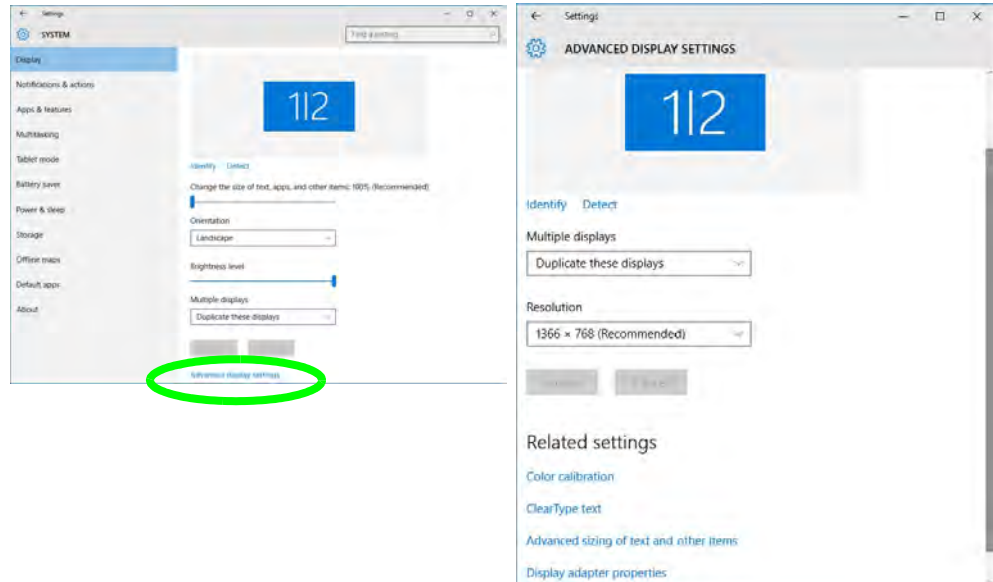 Settings
SYSTEM
Find a setting
Display
Notifications & actions
Apps & features
Multitasking
Tablet mode
Battery saver
Power & sleep
Storage
Offline maps
Default apps
About
1|2
Identify Detect
Change the size of text, apps, and other items: 100% (Recommended)
Orientation
Landscape
Brightness level
Multiple displays
Duplicate these displays
Advanced display settings
Settings
ADVANCED DISPLAY SETTINGS
1|2
Identify Detect
Multiple displays
Duplicate these displays
Resolution
1366 × 768 (Recommended)
Related settings
Color calibration
ClearType text
Advanced sizing of text and other items
Display adapter properties